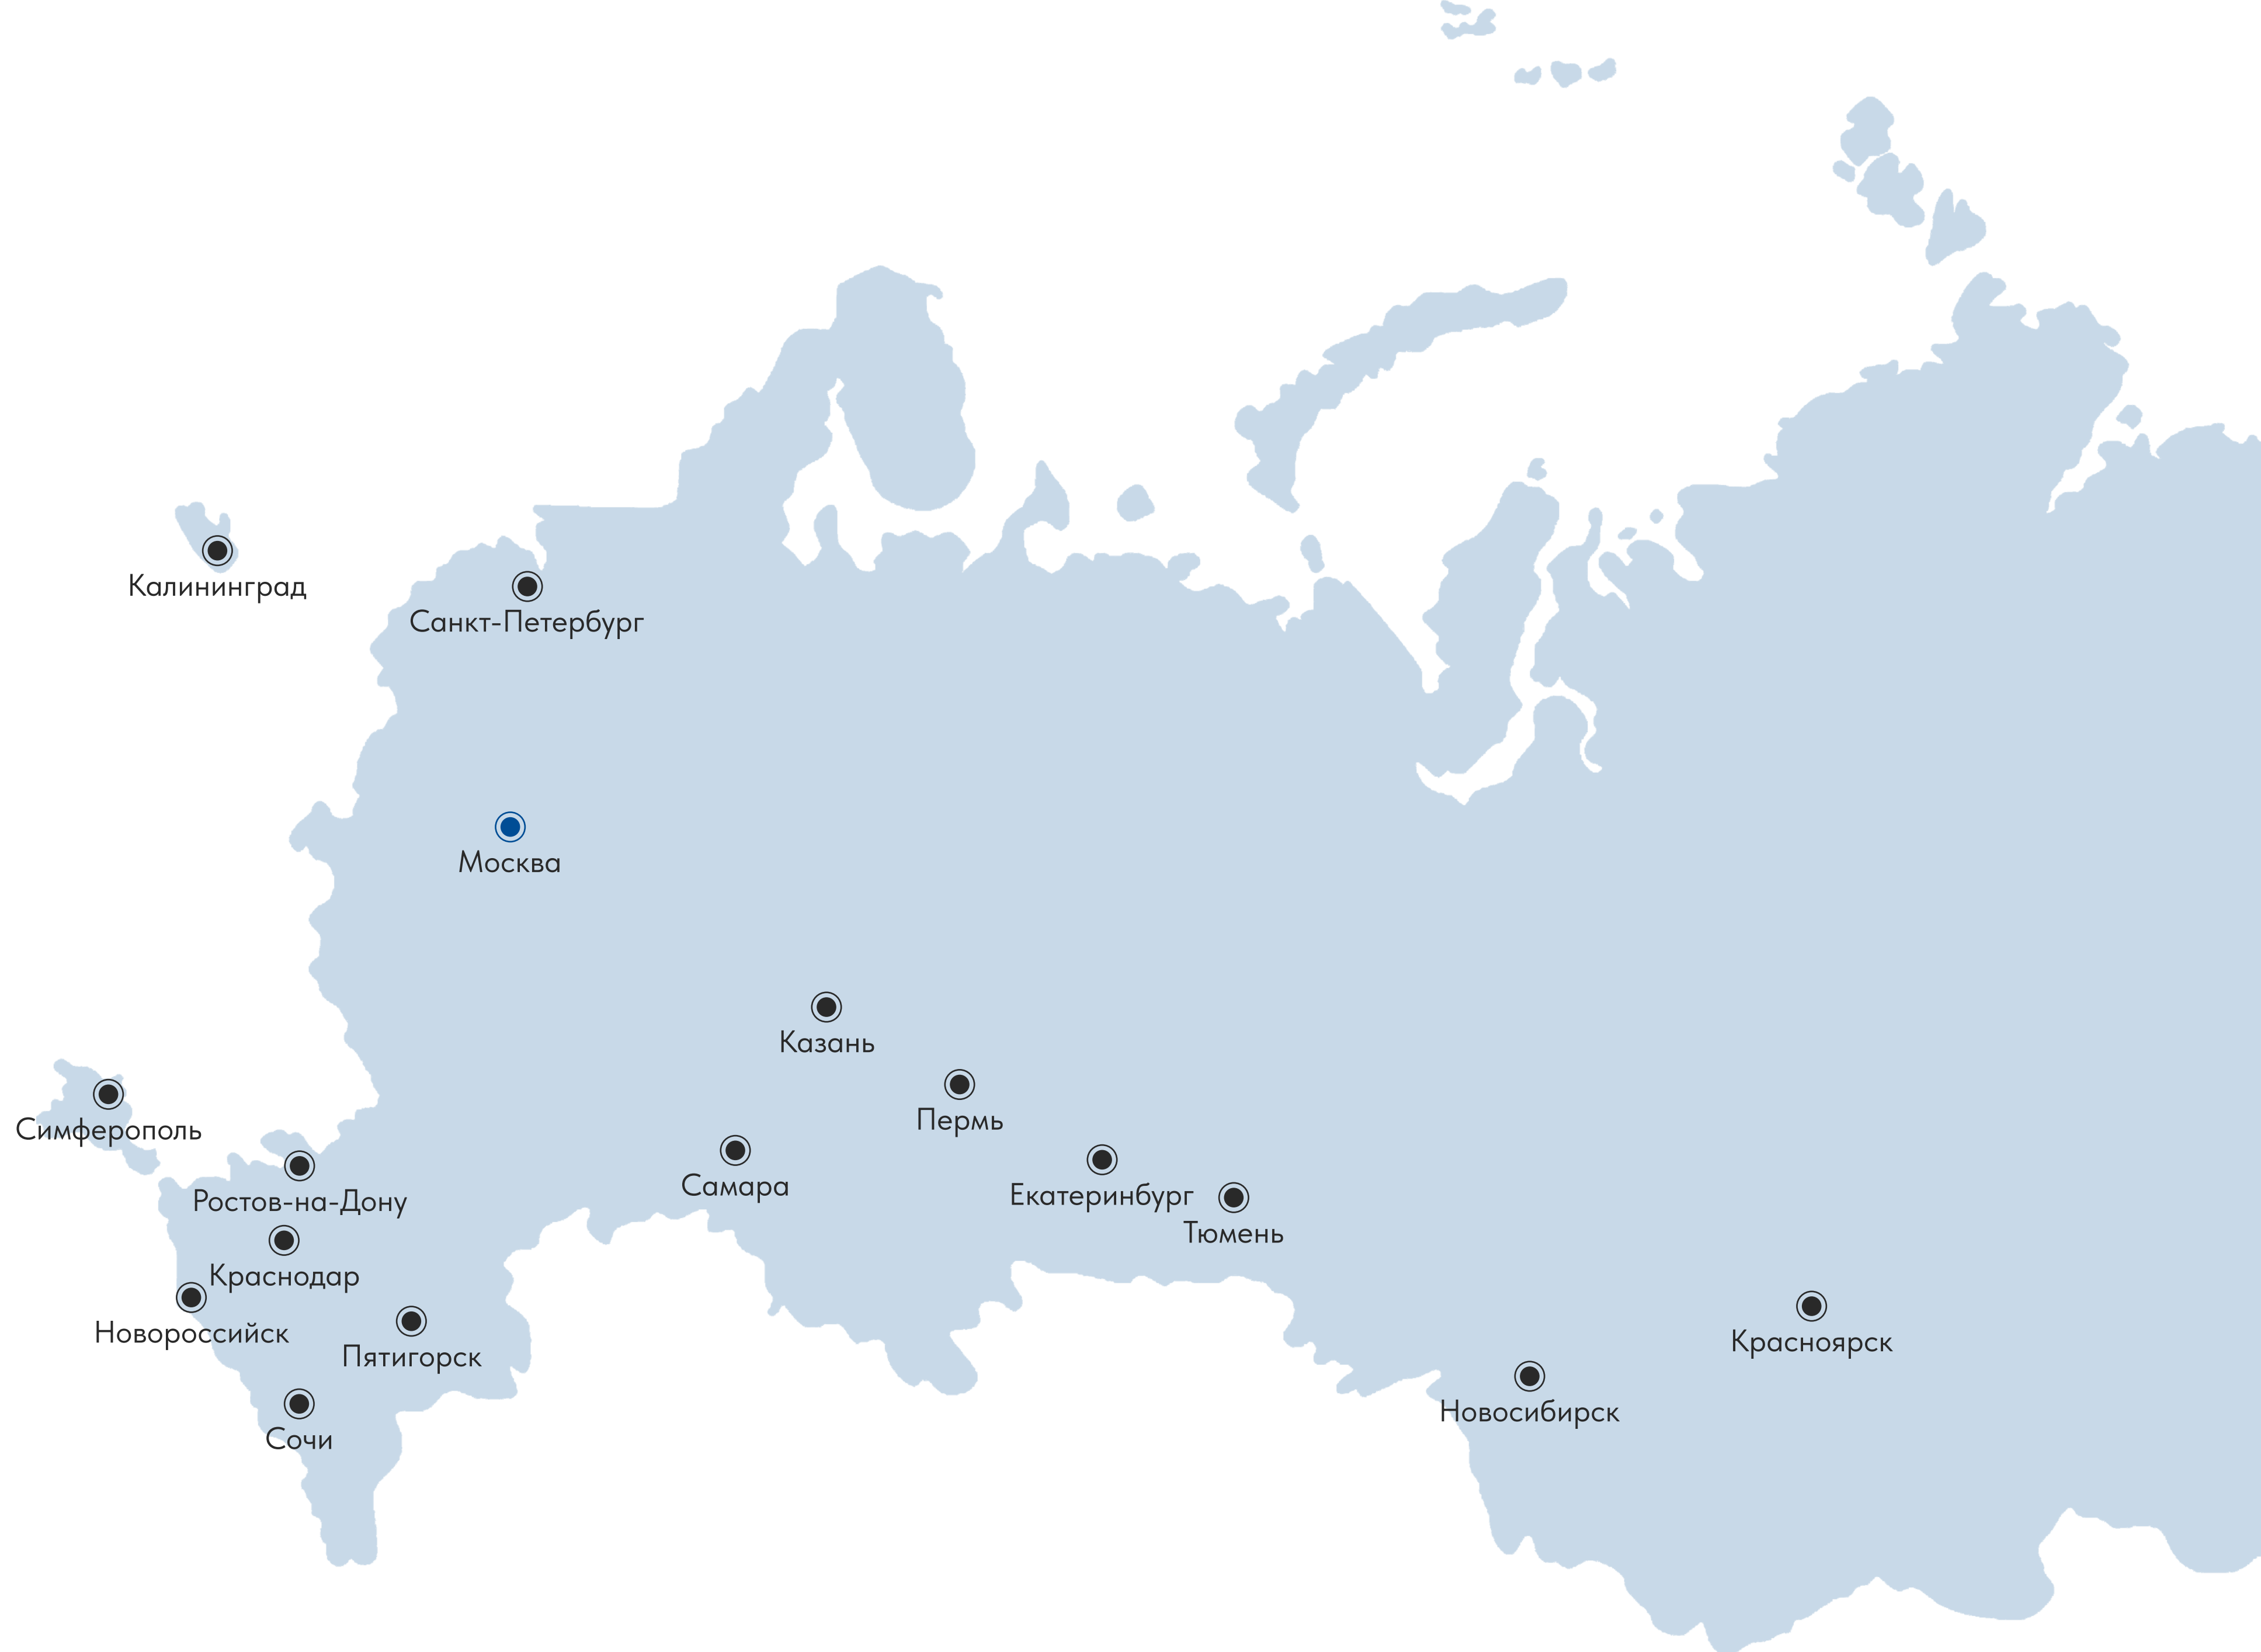 Калининград
Санкт-Петербург
Москва
Казань
Пермь
Симферополь
Самара
Екатеринбург
Ростов-на-Дону
Тюмень
Краснодар
Новороссийск
Красноярск
Пятигорск
Новосибирск
Сочи